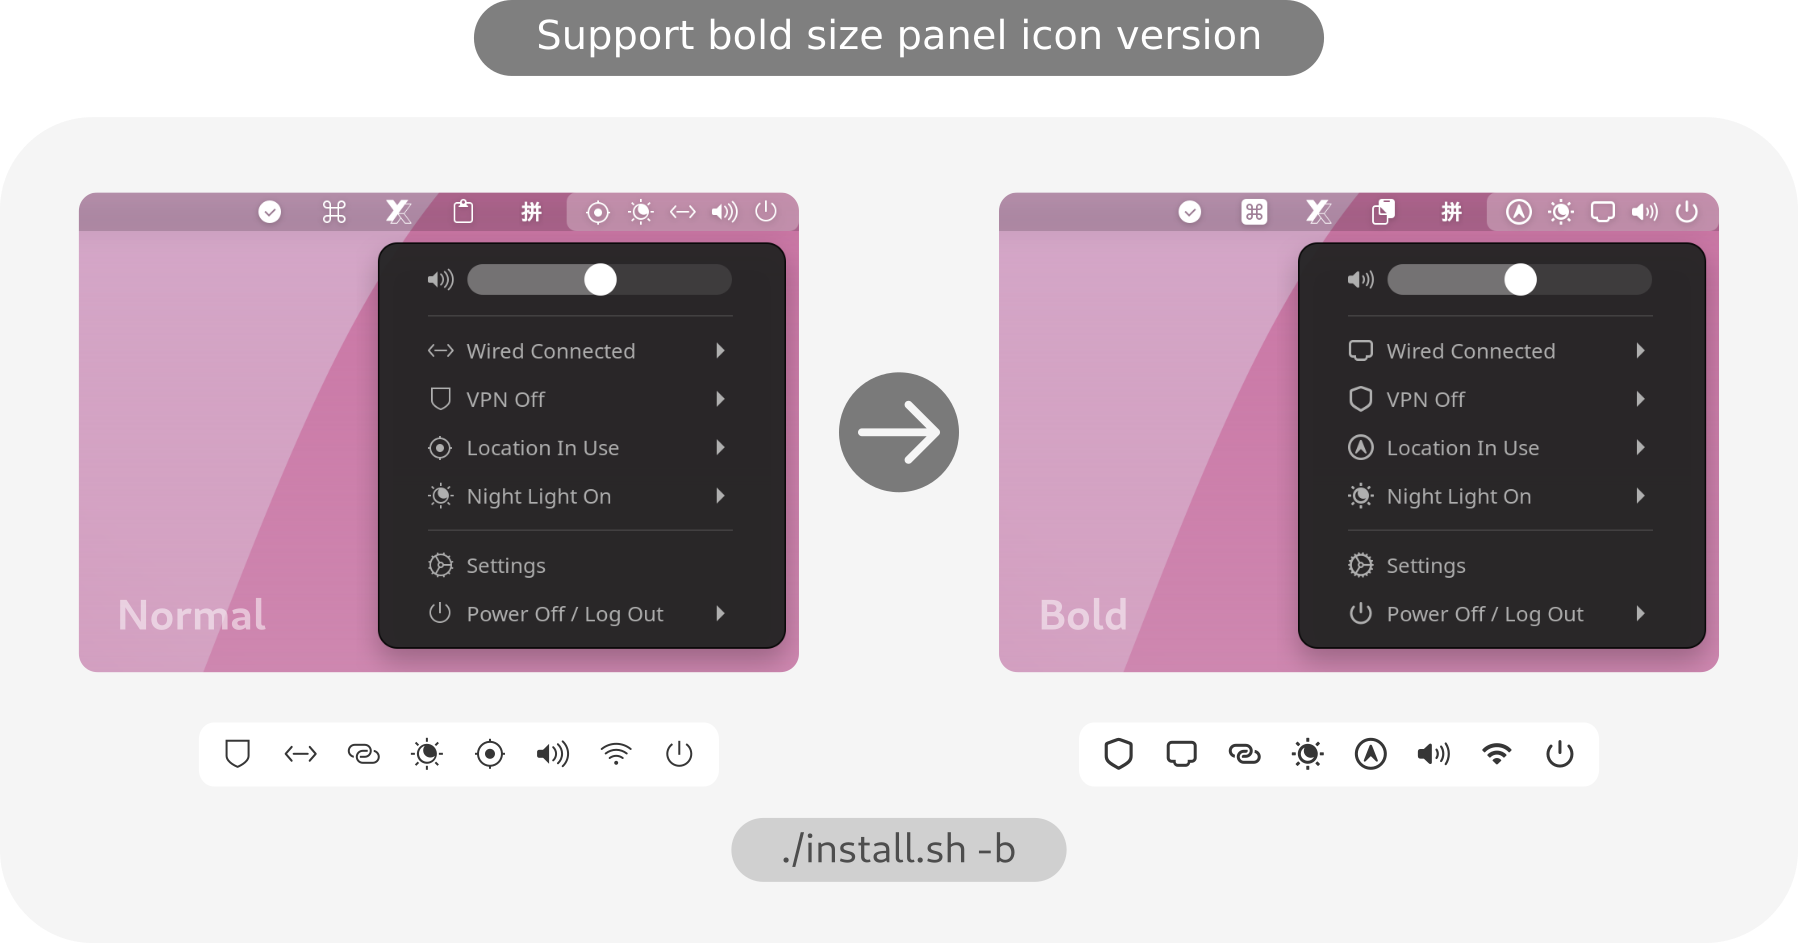 Support bold size panel icon version
拼
Wired Connected
VPN Off
Location In Use
Night Light On
Settings
Power Off / Log Out
Normal
拼
Wired Connected
VPN Off
Location In Use
Night Light On
Settings
Power Off / Log Out
Bold
./install.sh -b